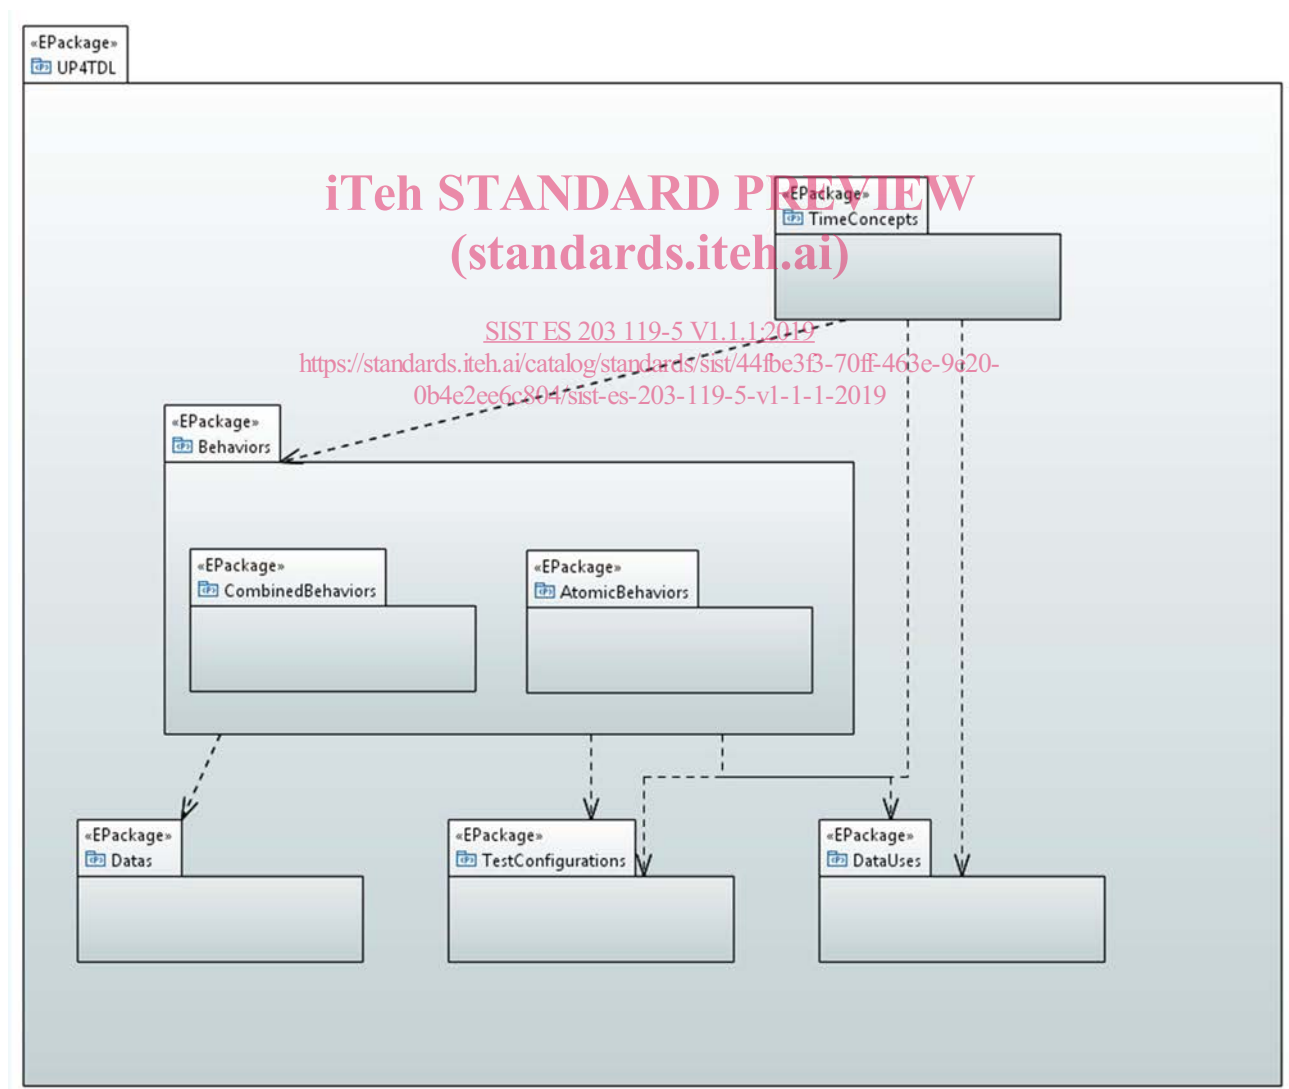 «EPackage»
UP4TDL
iTeh STANDARD PREVIEW
(standards.iteh.ai)
«EPackage»
TimeConcepts
SIST ES 203 119-5 V1.1.1:2019
https://standards.iteh.ai/catalog/standards/sist/44fbe3f3-70ff-463e-9e20-
0b4e2ee6c804/sist-es-203-119-5-v1-1-1-2019
«EPackage»
Behaviors
«EPackage»
CombinedBehaviors
«EPackage»
AtomicBehaviors
«EPackage»
Datas
«EPackage»
TestConfigurations
«EPackage»
DataUses